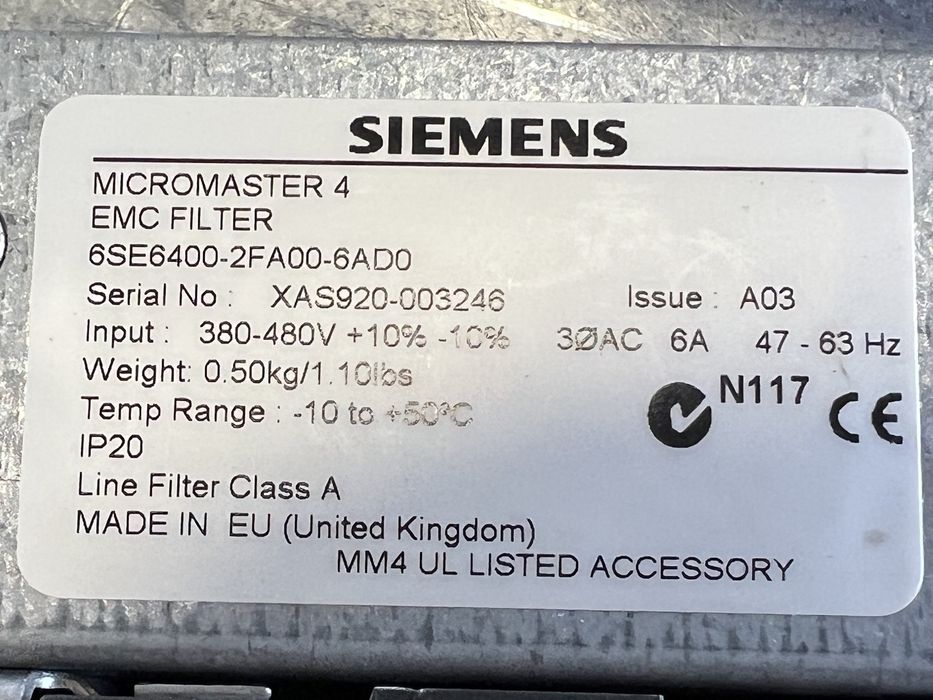 SIEMENS
MICROMASTER 4
EMC FILTER
6SE6400-2FA00-6AD0
Serial No : XAS920-003246 Issue : A03
Input : 380-480V +10% -10% 3ØAC 6A 47 - 63 Hz
Weight: 0.50kg/1.10lbs
Temp Range : -10 to +50°C
N117 CE
IP20
Line Filter Class A
MADE IN EU (United Kingdom)
MM4 UL LISTED ACCESSORY